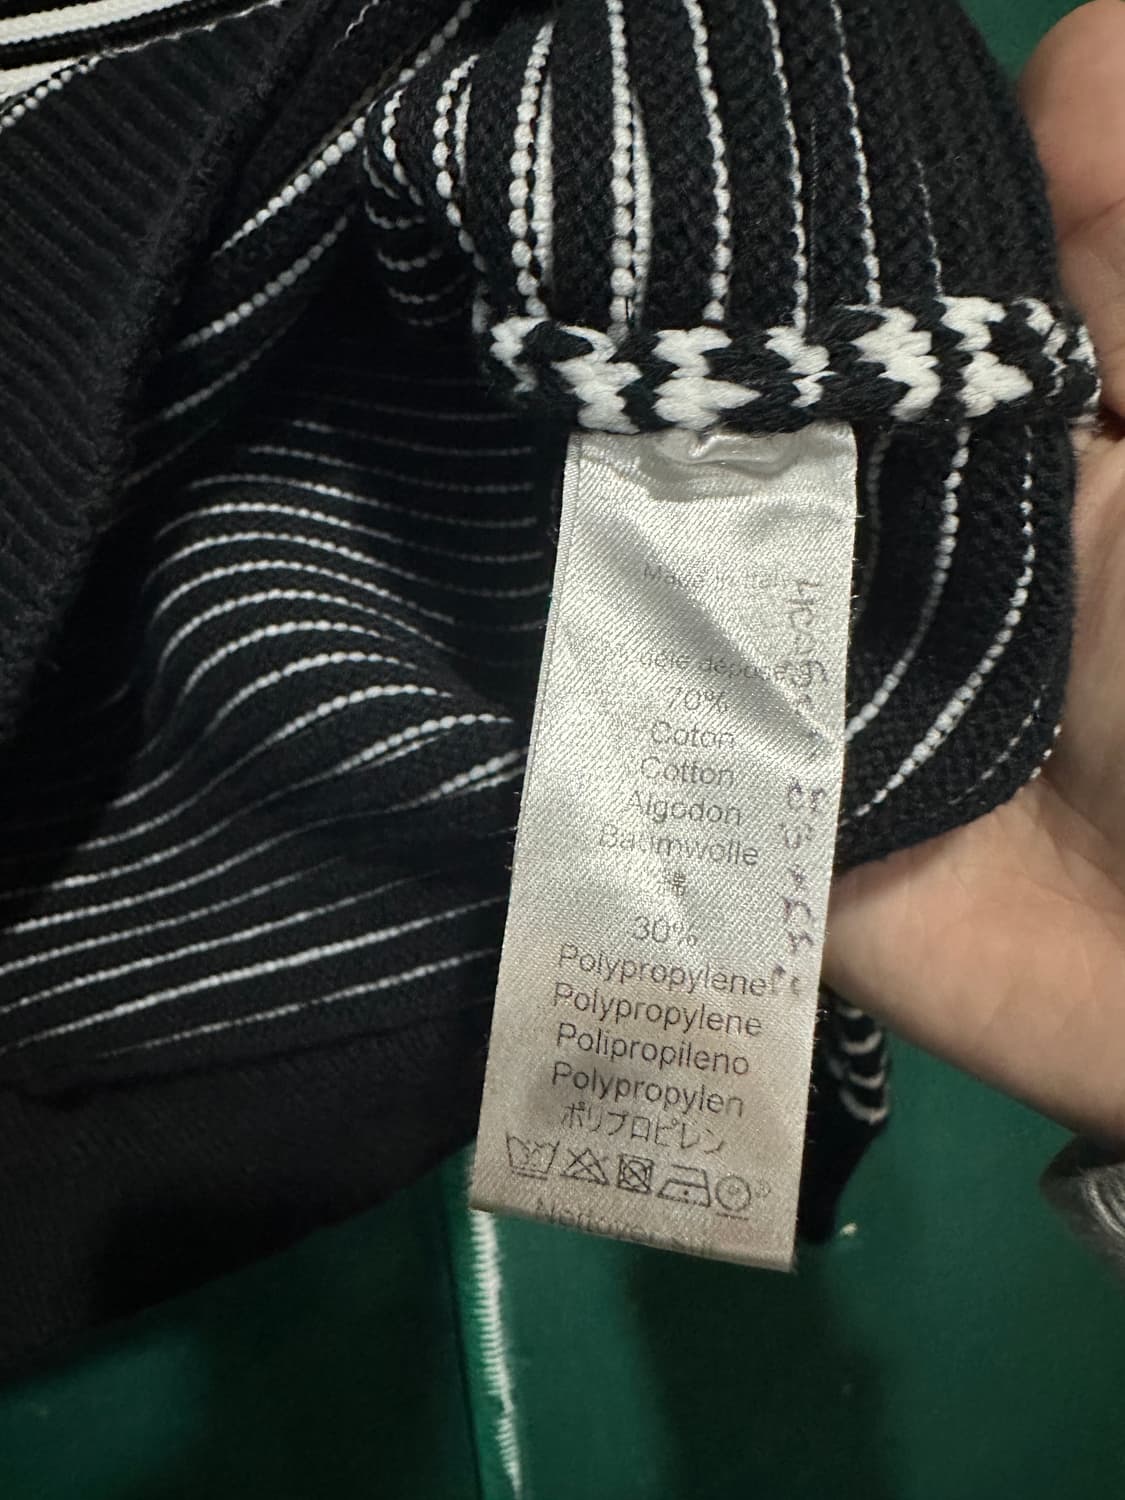 Made in Italy
dèle déposé
70%
Coton
Cotton
Algodon
Baumwolle
綿
30%
Polypropylene
Polypropylene
Polipropileno
Polypropylen
ポリプロピレン